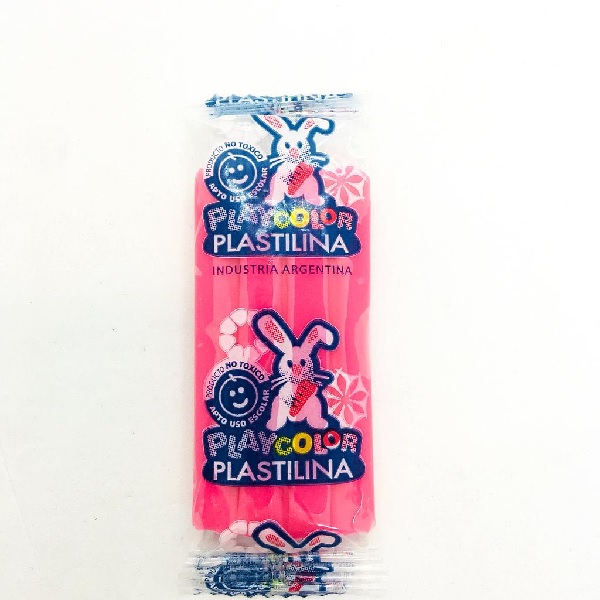 PLASTILINA
PRODUCTO NO TOXICO
APTO USO ESCOLAR
PLAYCOLOR
PLASTILINA
INDUSTRIA ARGENTINA
PRODUCTO NO TOXICO
APTO USO ESCOLAR
PLAYCOLOR
PLASTILINA